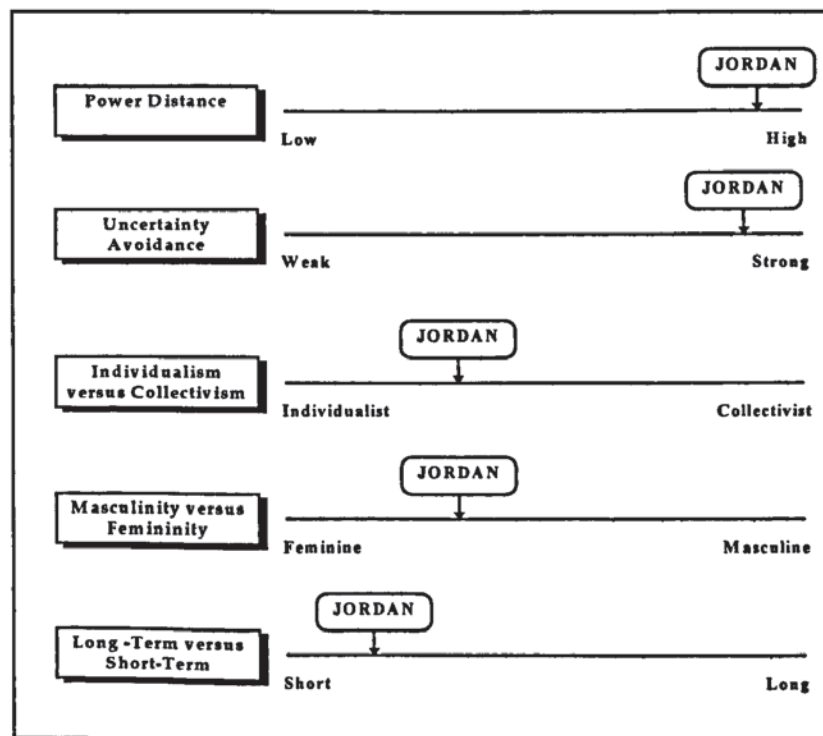 JORDAN
Power Distance
Low High
JORDAN
Uncertainty
Avoidance
Weak Strong
JORDAN
Individualism
versus Collectivism
Individualist Collectivist
JORDAN
Masculinity versus
Femininity
Feminine Masculine
JORDAN
Long -Term versus
Short-Term
Short Long